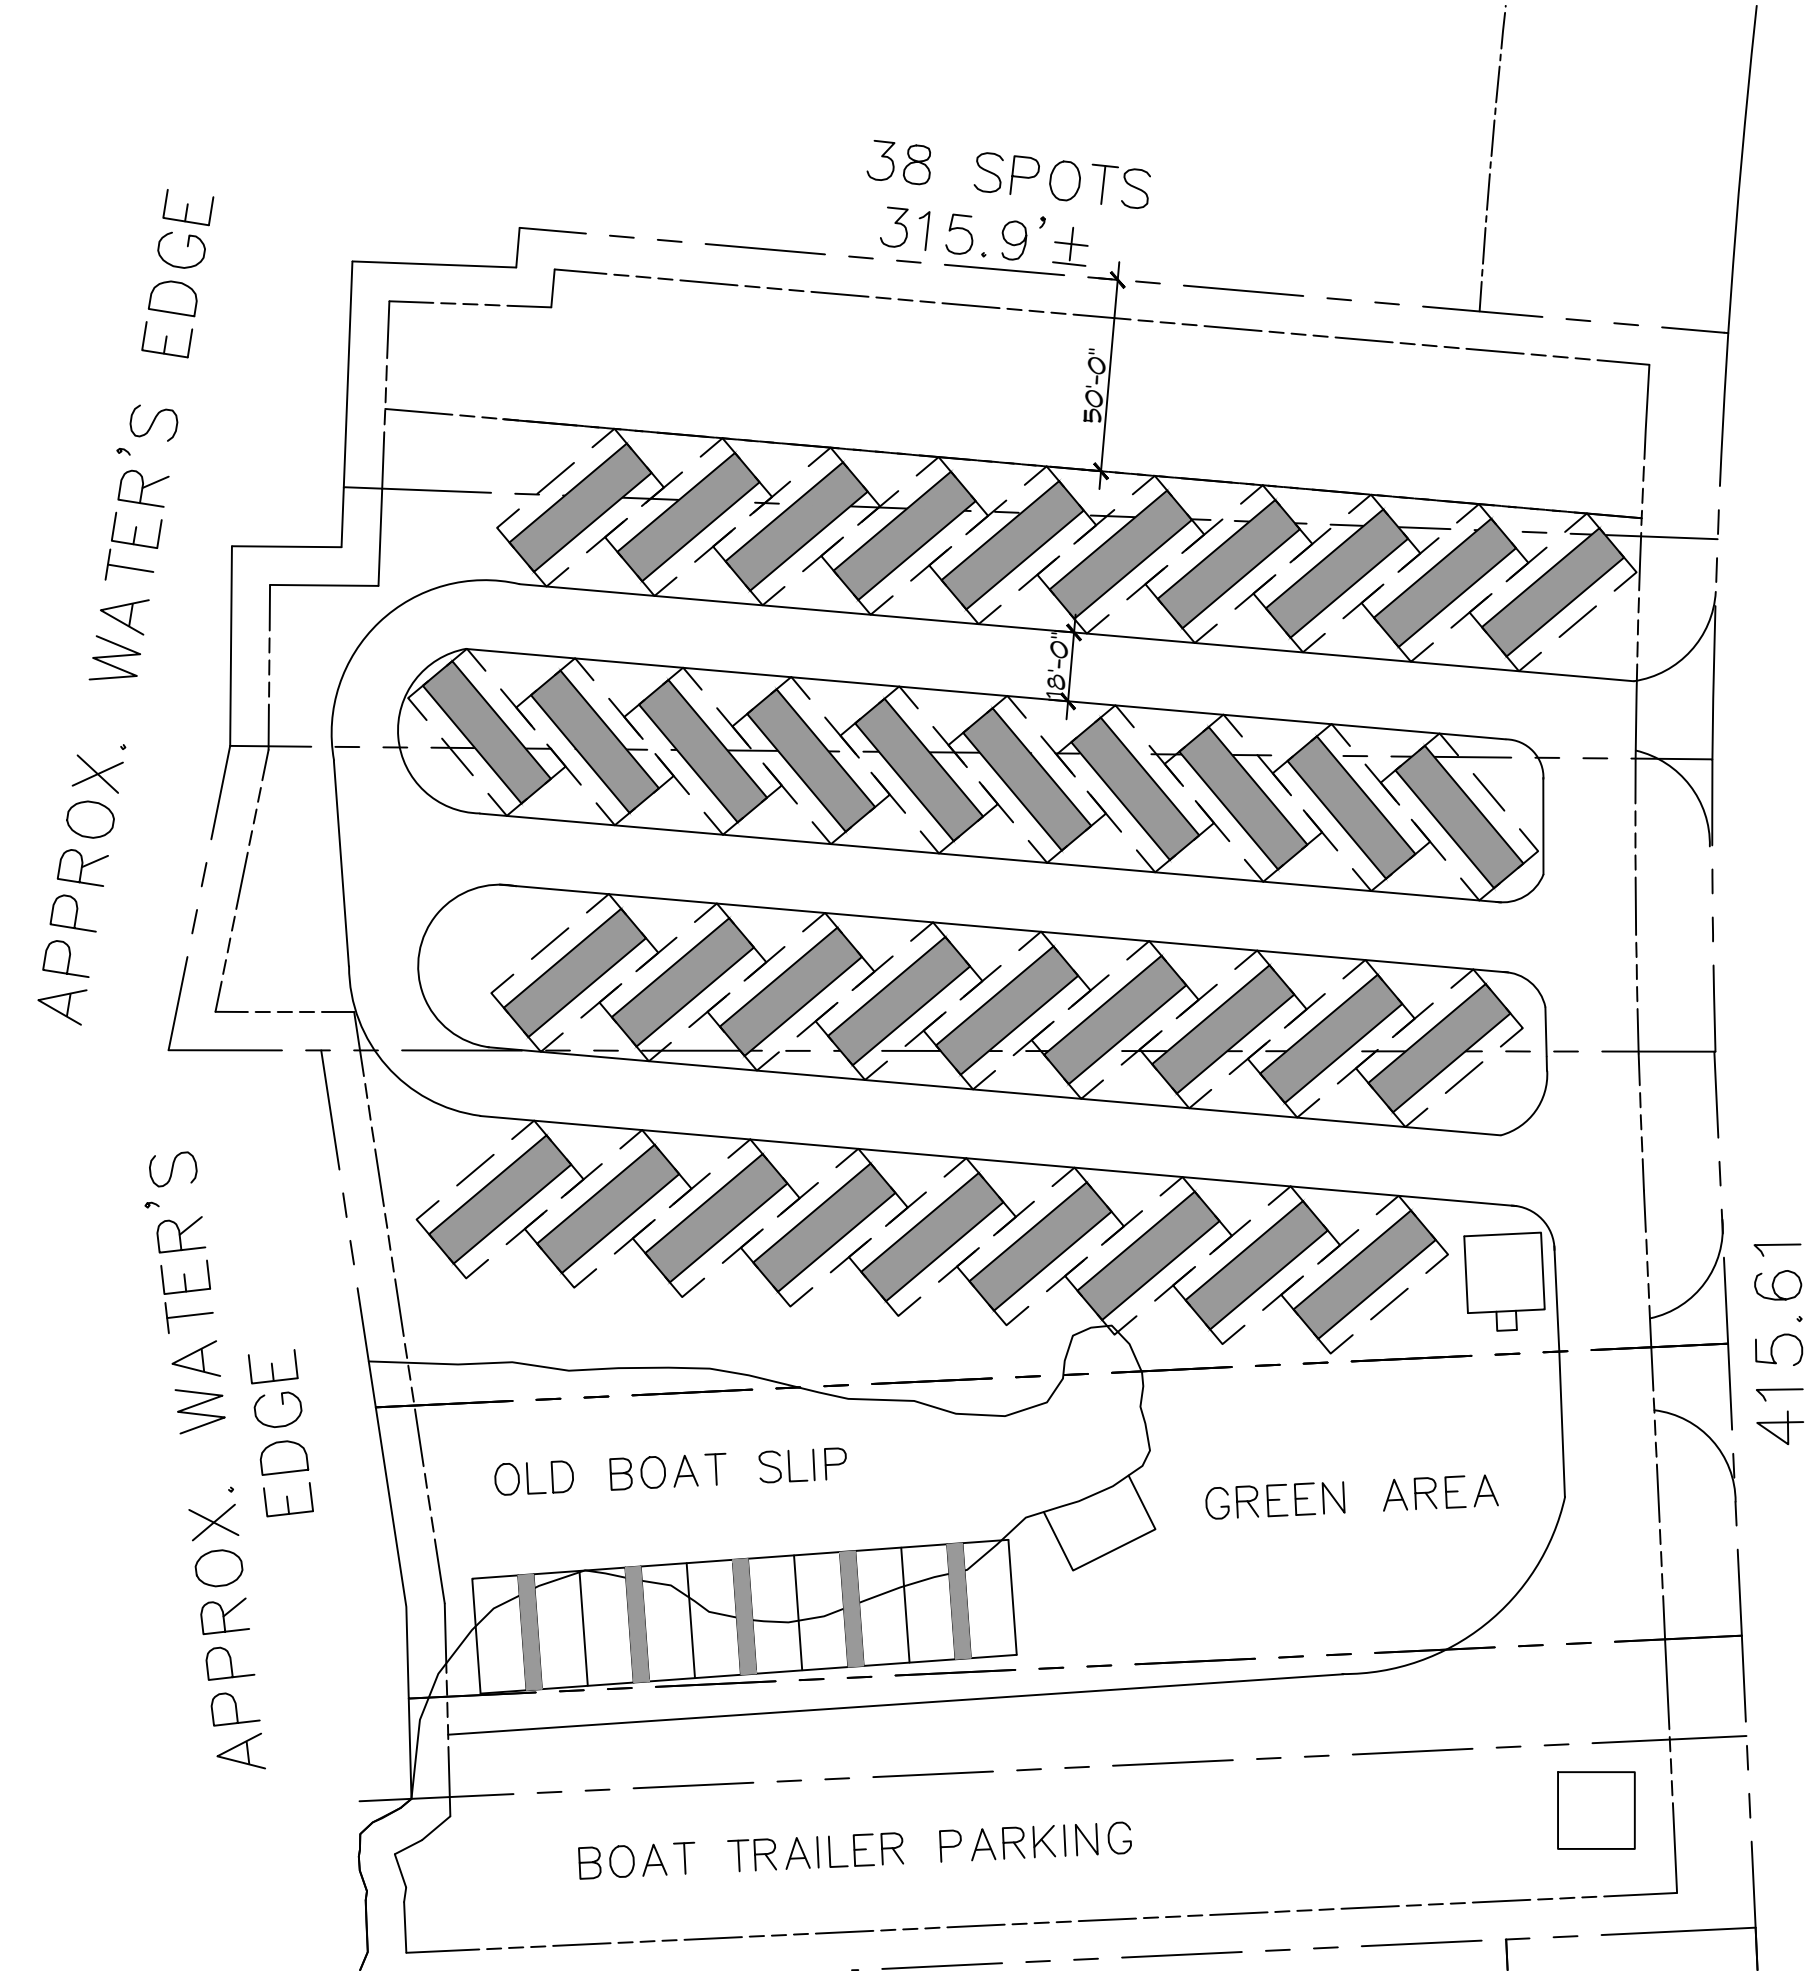 38 SPOTS
315.9'±
50'-0"
18'-0"
APPROX. WATER'S EDGE
APPROX. WATER'S
EDGE
415.61
OLD BOAT SLIP
GREEN AREA
BOAT TRAILER PARKING